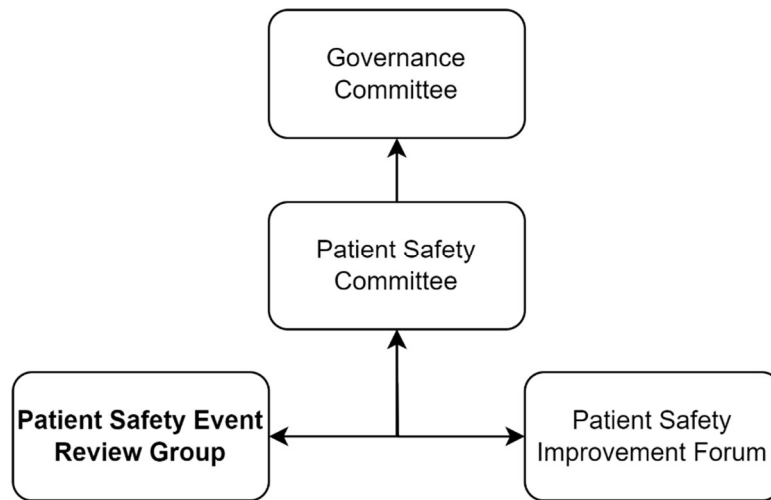 Governance
Committee
Patient Safety
Committee
Patient Safety Event
Review Group
Patient Safety
Improvement Forum